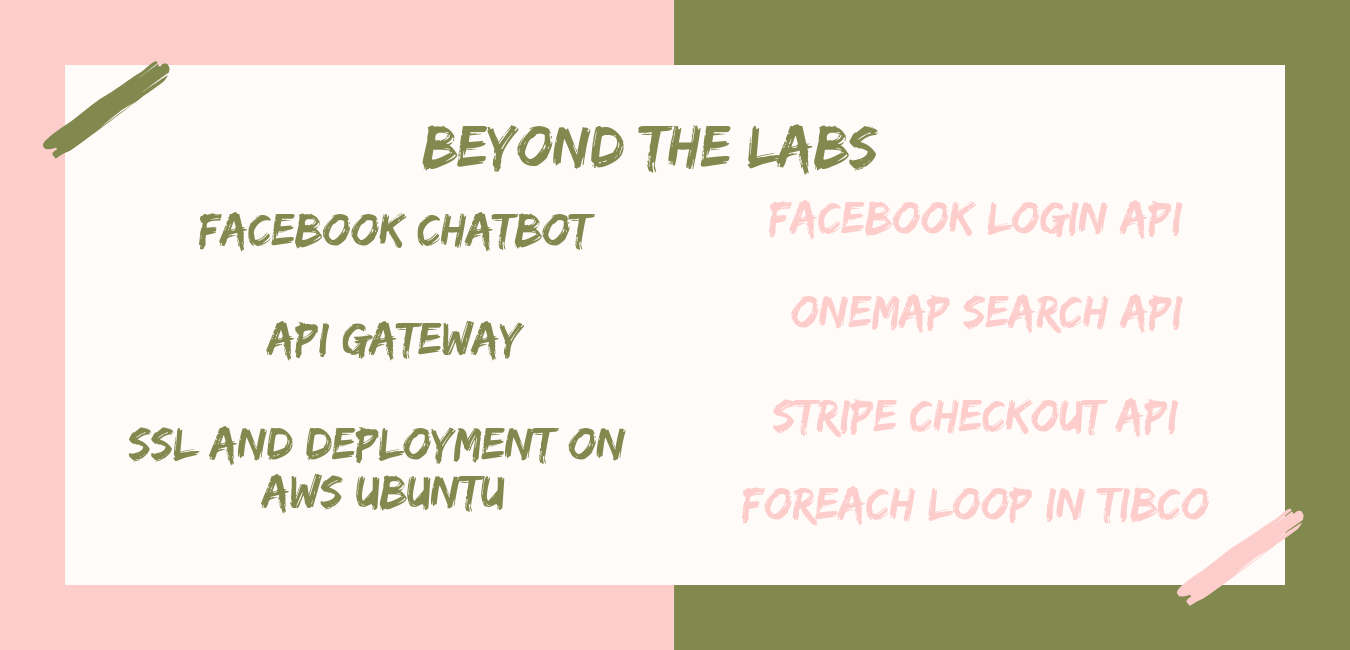 BEYOND THE LABS
FACEBOOK CHATBOT
API GATEWAY
SSL AND DEPLOYMENT ON
AWS UBUNTU
FACEBOOK LOGIN API
ONEMAP SEARCH API
STRIPE CHECKOUT API
FOREACH LOOP IN TIBCO